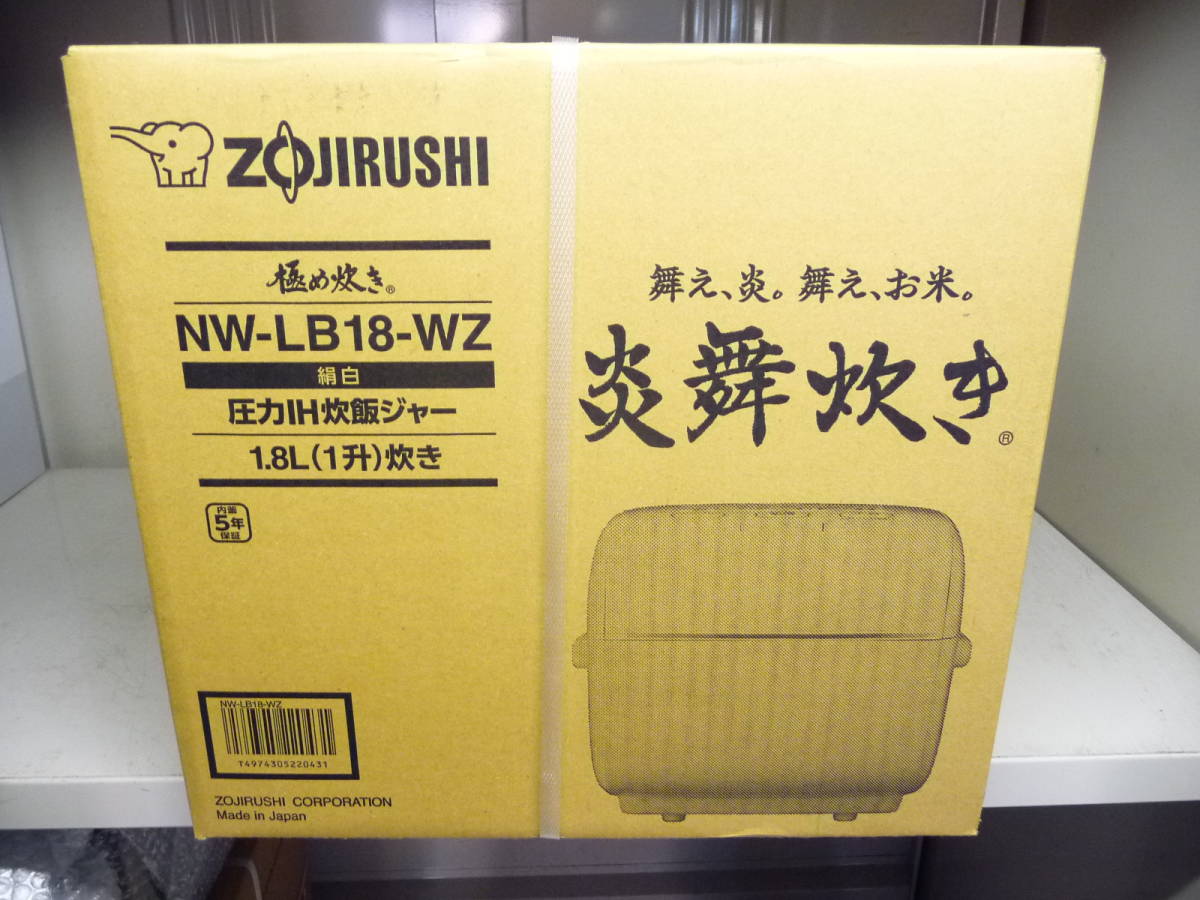 ZOJIRUSHI
極め炊き®
NW-LB18-WZ
絹白
圧力IH炊飯ジャー
1.8L(1升)炊き
内釜
5年
保証
NW-LB18-WZ
T4974305220431
ZOJIRUSHI CORPORATION
Made in Japan
舞え、炎。舞え、お米。
炎舞炊き®